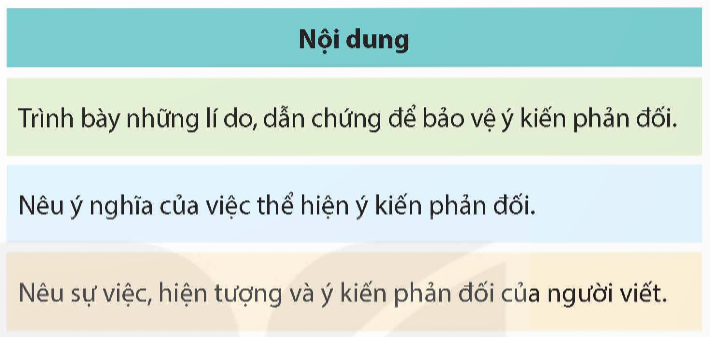 Nội dung
Trình bày những lí do, dẫn chứng để bảo vệ ý kiến phản đối.
Nêu ý nghĩa của việc thể hiện ý kiến phản đối.
Nêu sự việc, hiện tượng và ý kiến phản đối của người viết.